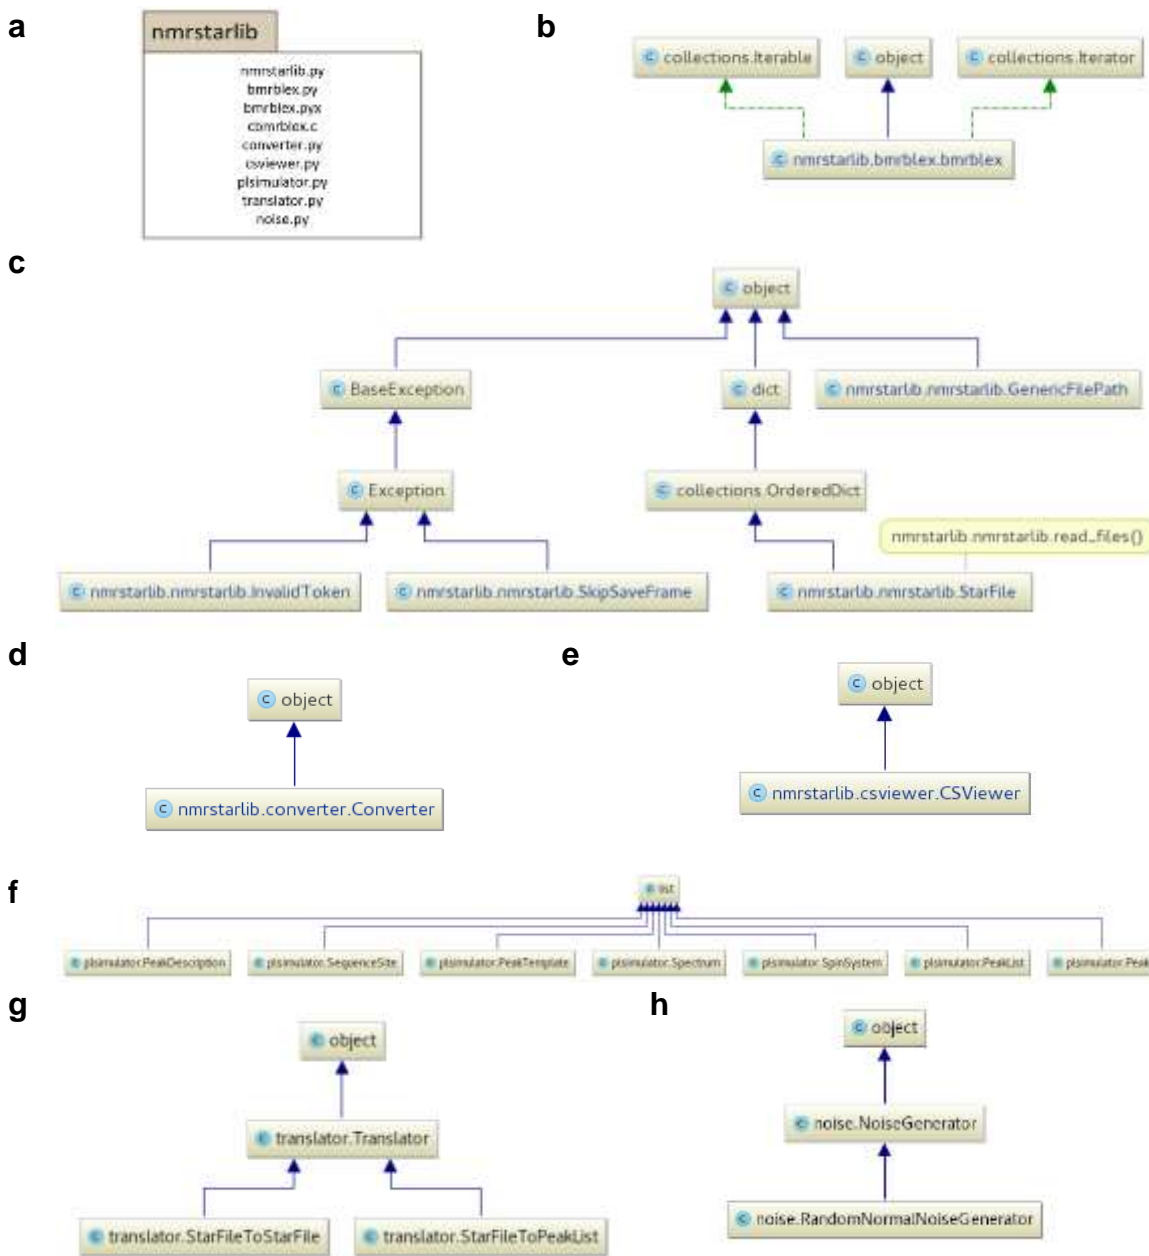 a
nmrstarlib
nmrstarlib.py
bmrblex.py
bmrblex.pyx
cbmrblex.c
converter.py
csviewer.py
plsimulator.py
translator.py
noise.py
b
collections.Iterable
object
collections.Iterator
nmrstarlib.bmrblex.bmrblex
c
object
BaseException
dict
nmrstarlib.nmrstarlib.GenericFilePath
Exception
collections.OrderedDict
nmrstarlib.nmrstarlib.read_files()
nmrstarlib.nmrstarlib.InvalidToken
nmrstarlib.nmrstarlib.SkipSaveFrame
nmrstarlib.nmrstarlib.StarFile
d
object
nmrstarlib.converter.Converter
e
object
nmrstarlib.csviewer.CSViewer
f
list
plsimulator.PeakDescription
plsimulator.SequenceSite
plsimulator.PeakTemplate
plsimulator.Spectrum
plsimulator.SpinSystem
plsimulator.PeakList
plsimulator.Peak
g
object
translator.Translator
translator.StarFileToStarFile
translator.StarFileToPeakList
h
object
noise.NoiseGenerator
noise.RandomNormalNoiseGenerator